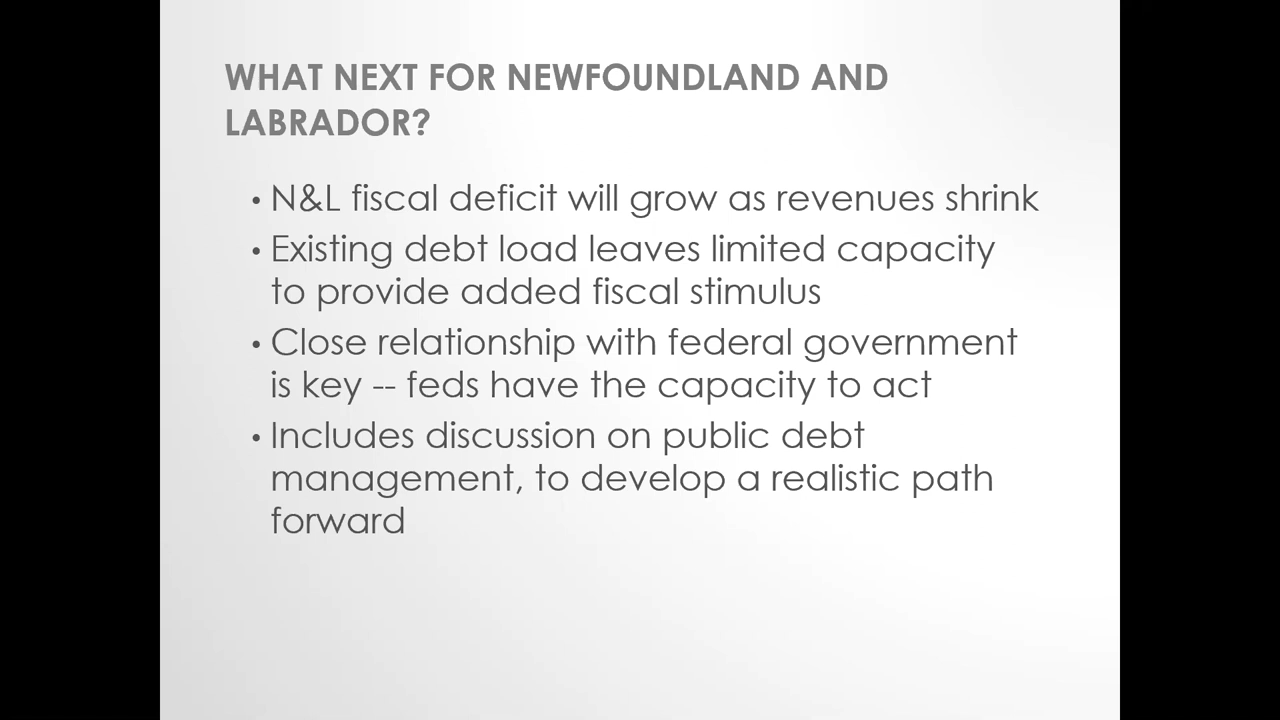 WHAT NEXT FOR NEWFOUNDLAND AND
LABRADOR?
• N&L fiscal deficit will grow as revenues shrink
• Existing debt load leaves limited capacity
to provide added fiscal stimulus
• Close relationship with federal government
is key -- feds have the capacity to act
• Includes discussion on public debt
management, to develop a realistic path
forward